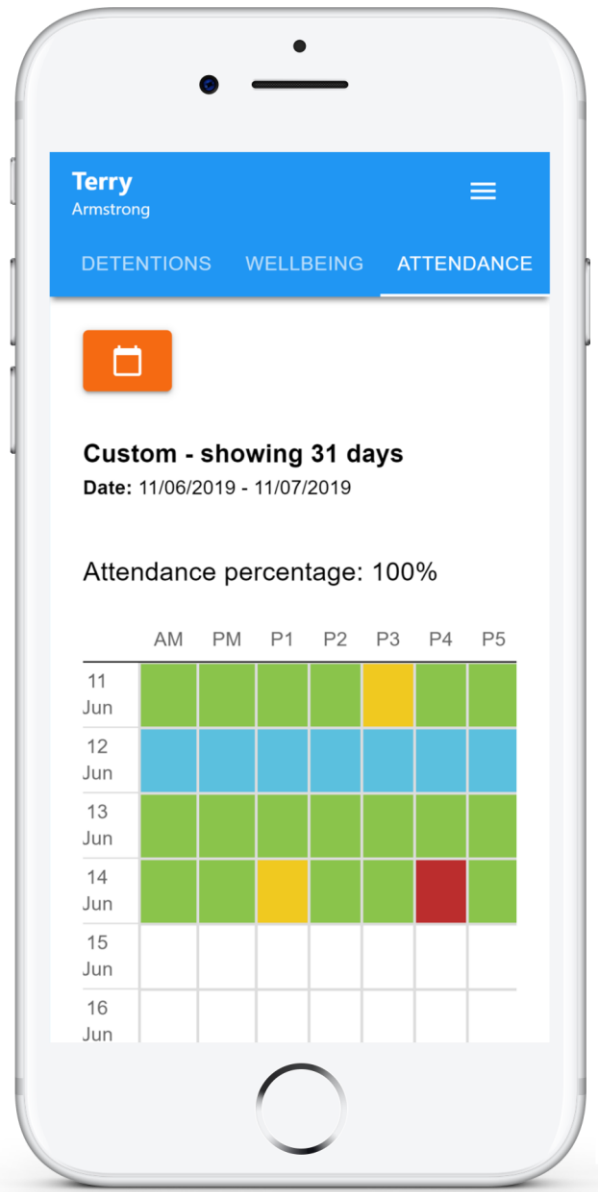 Terry
Armstrong
DETENTIONS WELLBEING ATTENDANCE
Custom - showing 31 days
Date: 11/06/2019 - 11/07/2019
Attendance percentage: 100%
AM PM P1 P2 P3 P4 P5
11
Jun
12
Jun
13
Jun
14
Jun
15
Jun
16
Jun